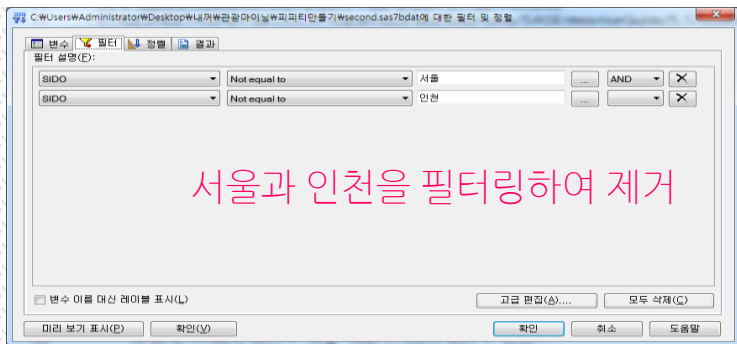 C:￦Users￦Administrator￦Desktop￦내꺼￦관광마이닝￦피피티만들기￦second.sas7bdat에 대한 필터 및 정렬
변수 필터 정렬 결과
필터 설명(F):
SIDO Not equal to 서울 ... AND
SIDO Not equal to 인천 ...
서울과 인천을 필터링하여 제거
변수 이름 대신 레이블 표시(L)
고급 편집(A).... 모두 삭제(C)
미리 보기 표시(P) 확인(V) 확인 취소 도움말